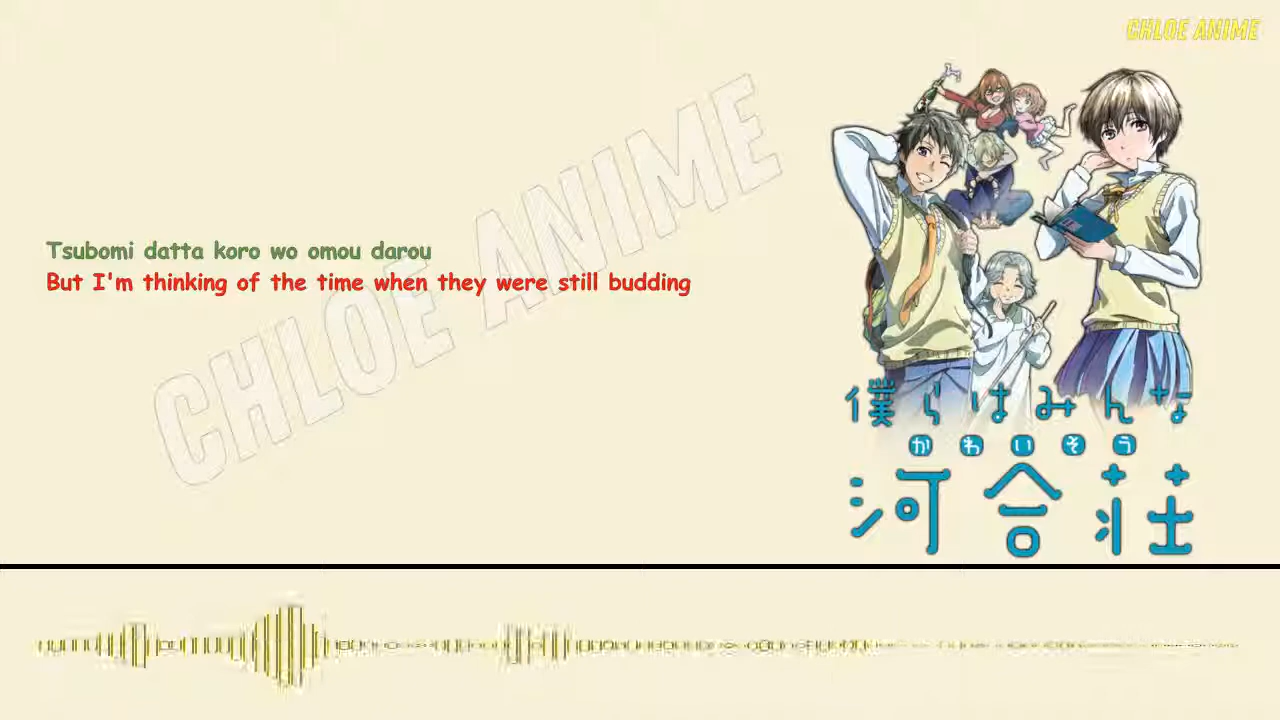 CHLOE ANIME
CHLOE ANIME
Tsubomi datta koro wo omou darou
But I'm thinking of the time when they were still budding
僕らはみんな
かわいそう
河合荘